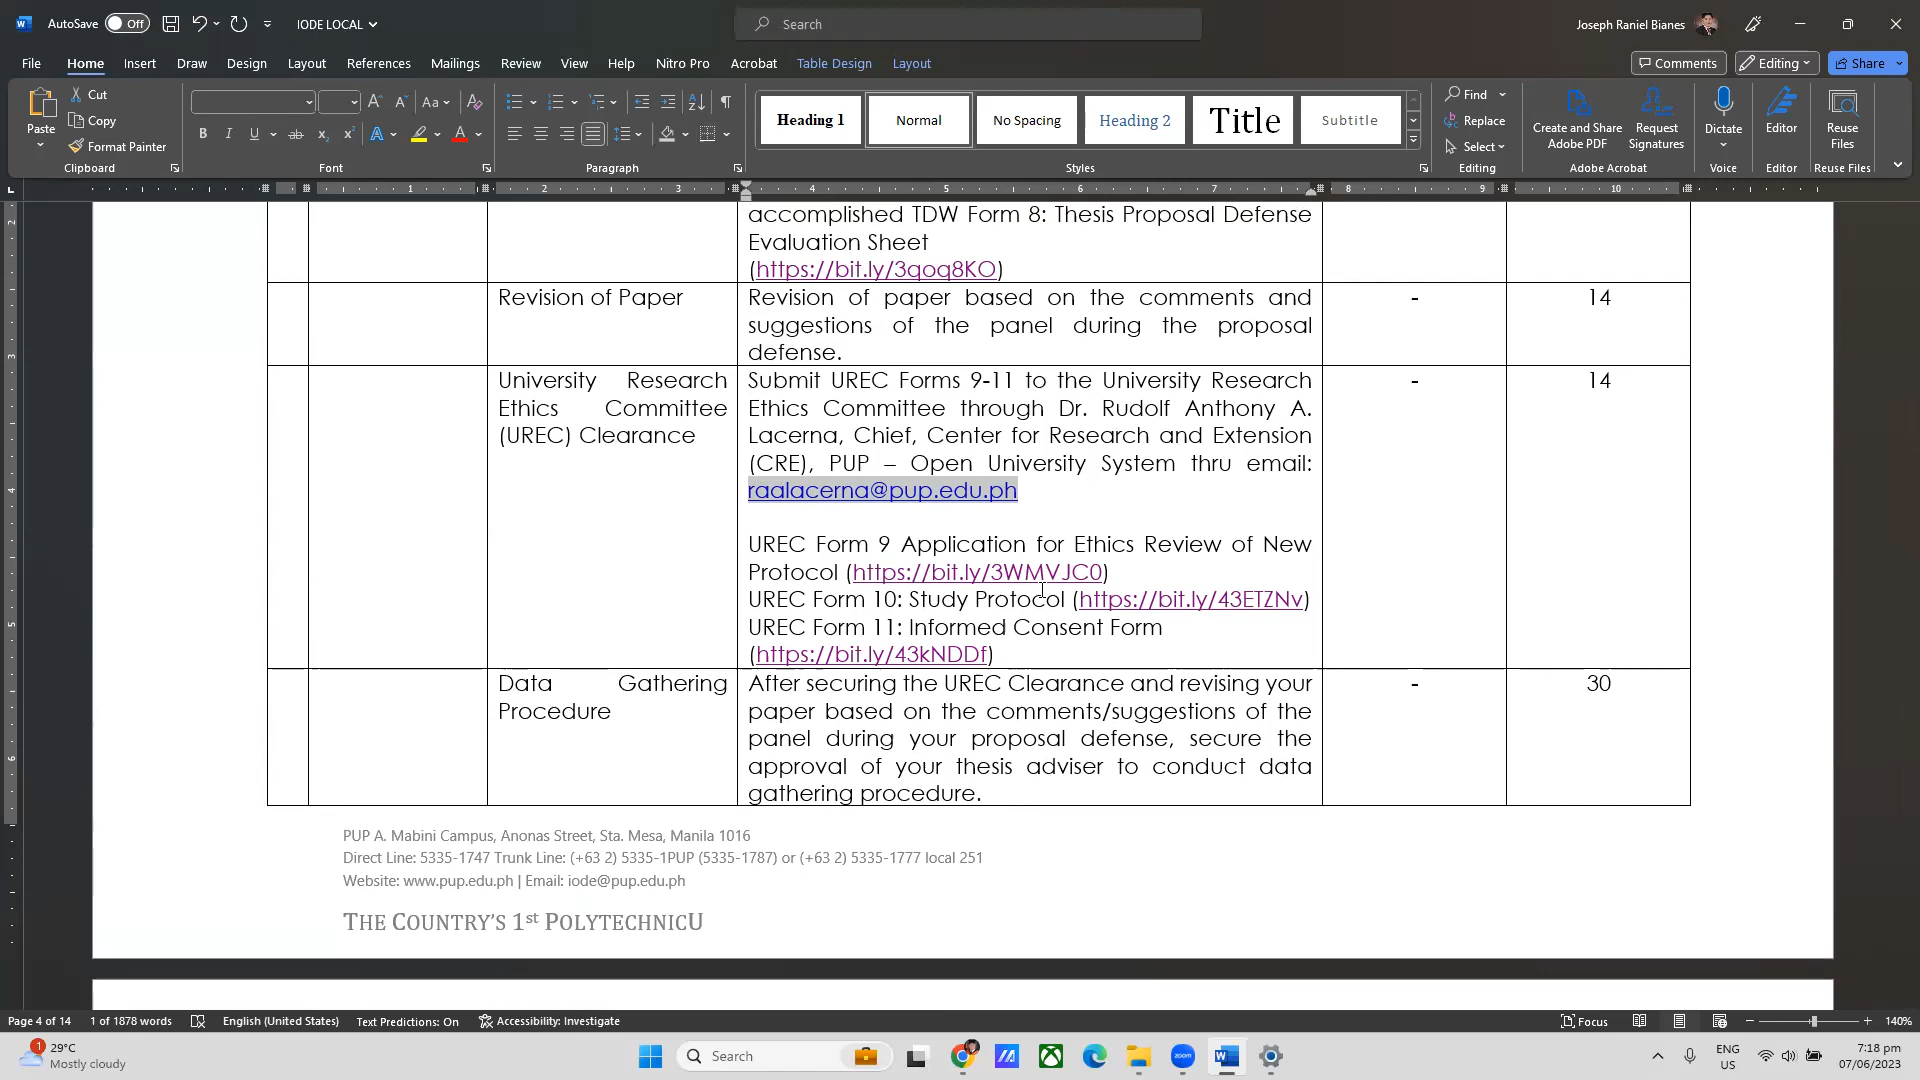 AutoSave Off IODE LOCAL Search Joseph Raniel Bianes
File Home Insert Draw Design Layout References Mailings Review View Help Nitro Pro Acrobat Table Design Layout Comments Editing Share
Paste Cut Copy Format Painter
Heading 1 Normal No Spacing Heading 2 Title Subtitle
Find Replace Select
Create and Share Adobe PDF Request Signatures Dictate Editor Reuse Files
Clipboard Font Paragraph Styles Editing Adobe Acrobat Voice Editor Reuse Files
1 2 3 4 5 6 7 8 9 10
accomplished TDW Form 8: Thesis Proposal Defense
Evaluation Sheet
(https://bit.ly/3qoq8KO)
Revision of Paper
Revision of paper based on the comments and
suggestions of the panel during the proposal
defense.
- 14
University Research
Ethics Committee
(UREC) Clearance
Submit UREC Forms 9-11 to the University Research
Ethics Committee through Dr. Rudolf Anthony A.
Lacerna, Chief, Center for Research and Extension
(CRE), PUP – Open University System thru email:
raalacerna@pup.edu.ph
UREC Form 9 Application for Ethics Review of New
Protocol (https://bit.ly/3WMVJC0)
UREC Form 10: Study Protocol (https://bit.ly/43ETZNv)
UREC Form 11: Informed Consent Form
(https://bit.ly/43kNDDf)
- 14
Data Gathering
Procedure
After securing the UREC Clearance and revising your
paper based on the comments/suggestions of the
panel during your proposal defense, secure the
approval of your thesis adviser to conduct data
gathering procedure.
- 30
PUP A. Mabini Campus, Anonas Street, Sta. Mesa, Manila 1016
Direct Line: 5335-1747 Trunk Line: (+63 2) 5335-1PUP (5335-1787) or (+63 2) 5335-1777 local 251
Website: www.pup.edu.ph | Email: iode@pup.edu.ph
THE COUNTRY'S 1st POLYTECHNICU
Page 4 of 14 1 of 1878 words English (United States) Text Predictions: On Accessibility: Investigate Focus 140%
1 29°C
Mostly cloudy
Search
zoom
ENG
US
7:18 pm
07/06/2023